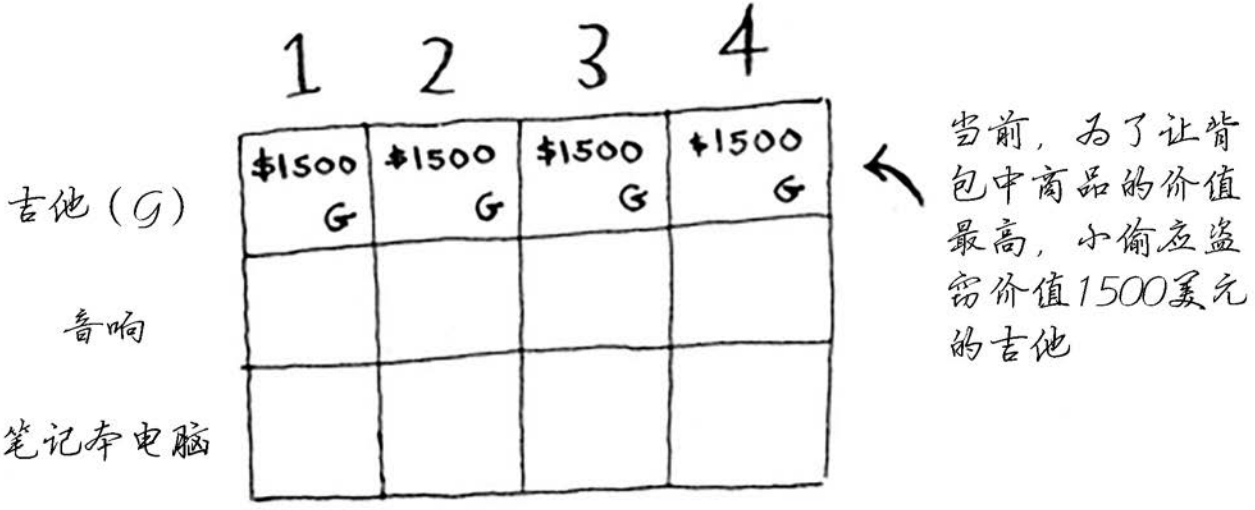 1 2 3 4
吉他（G） $1500 G $1500 G $1500 G $1500 G
音响
笔记本电脑
当前，为了让背
包中商品的价值
最高，小偷应盗
窃价值1500美元
的吉他